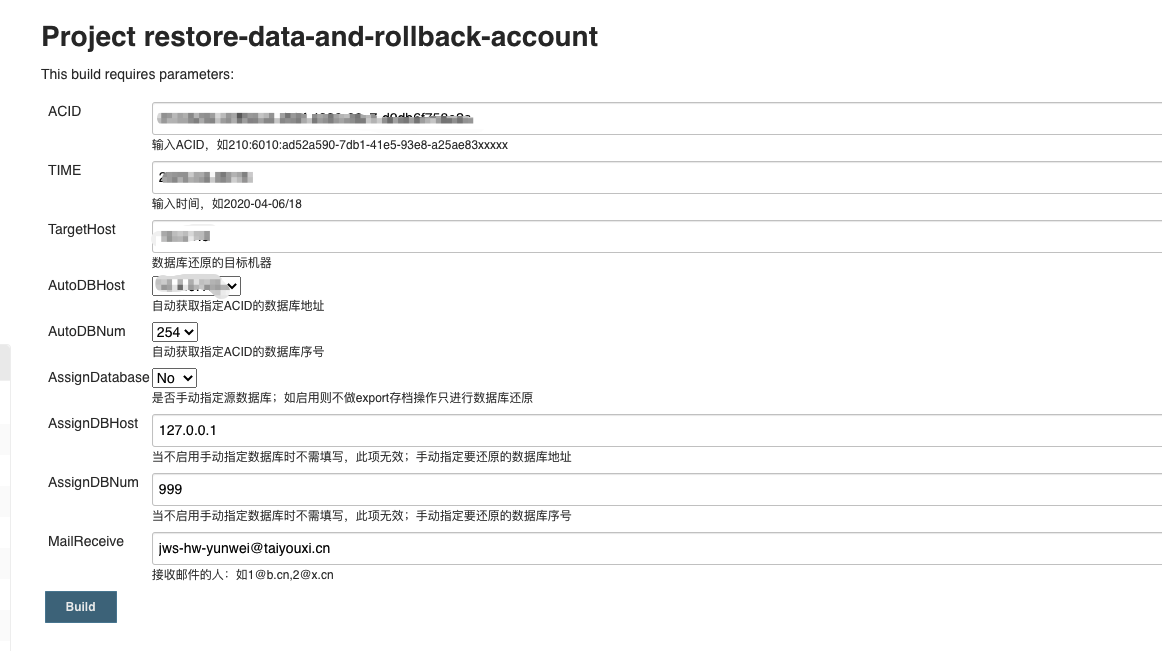 Project restore-data-and-rollback-account
This build requires parameters:
ACID
输入ACID，如210:6010:ad52a590-7db1-41e5-93e8-a25ae83xxxxx
TIME
输入时间，如2020-04-06/18
TargetHost
数据库还原的目标机器
AutoDBHost
自动获取指定ACID的数据库地址
AutoDBNum
254
自动获取指定ACID的数据库序号
AssignDatabase
No
是否手动指定源数据库；如启用则不做export存档操作只进行数据库还原
AssignDBHost
127.0.0.1
当不启用手动指定数据库时不需填写，此项无效；手动指定要还原的数据库地址
AssignDBNum
999
当不启用手动指定数据库时不需填写，此项无效；手动指定要还原的数据库序号
MailReceive
jws-hw-yunwei@taiyouxi.cn
接收邮件的人：如1@b.cn,2@x.cn
Build